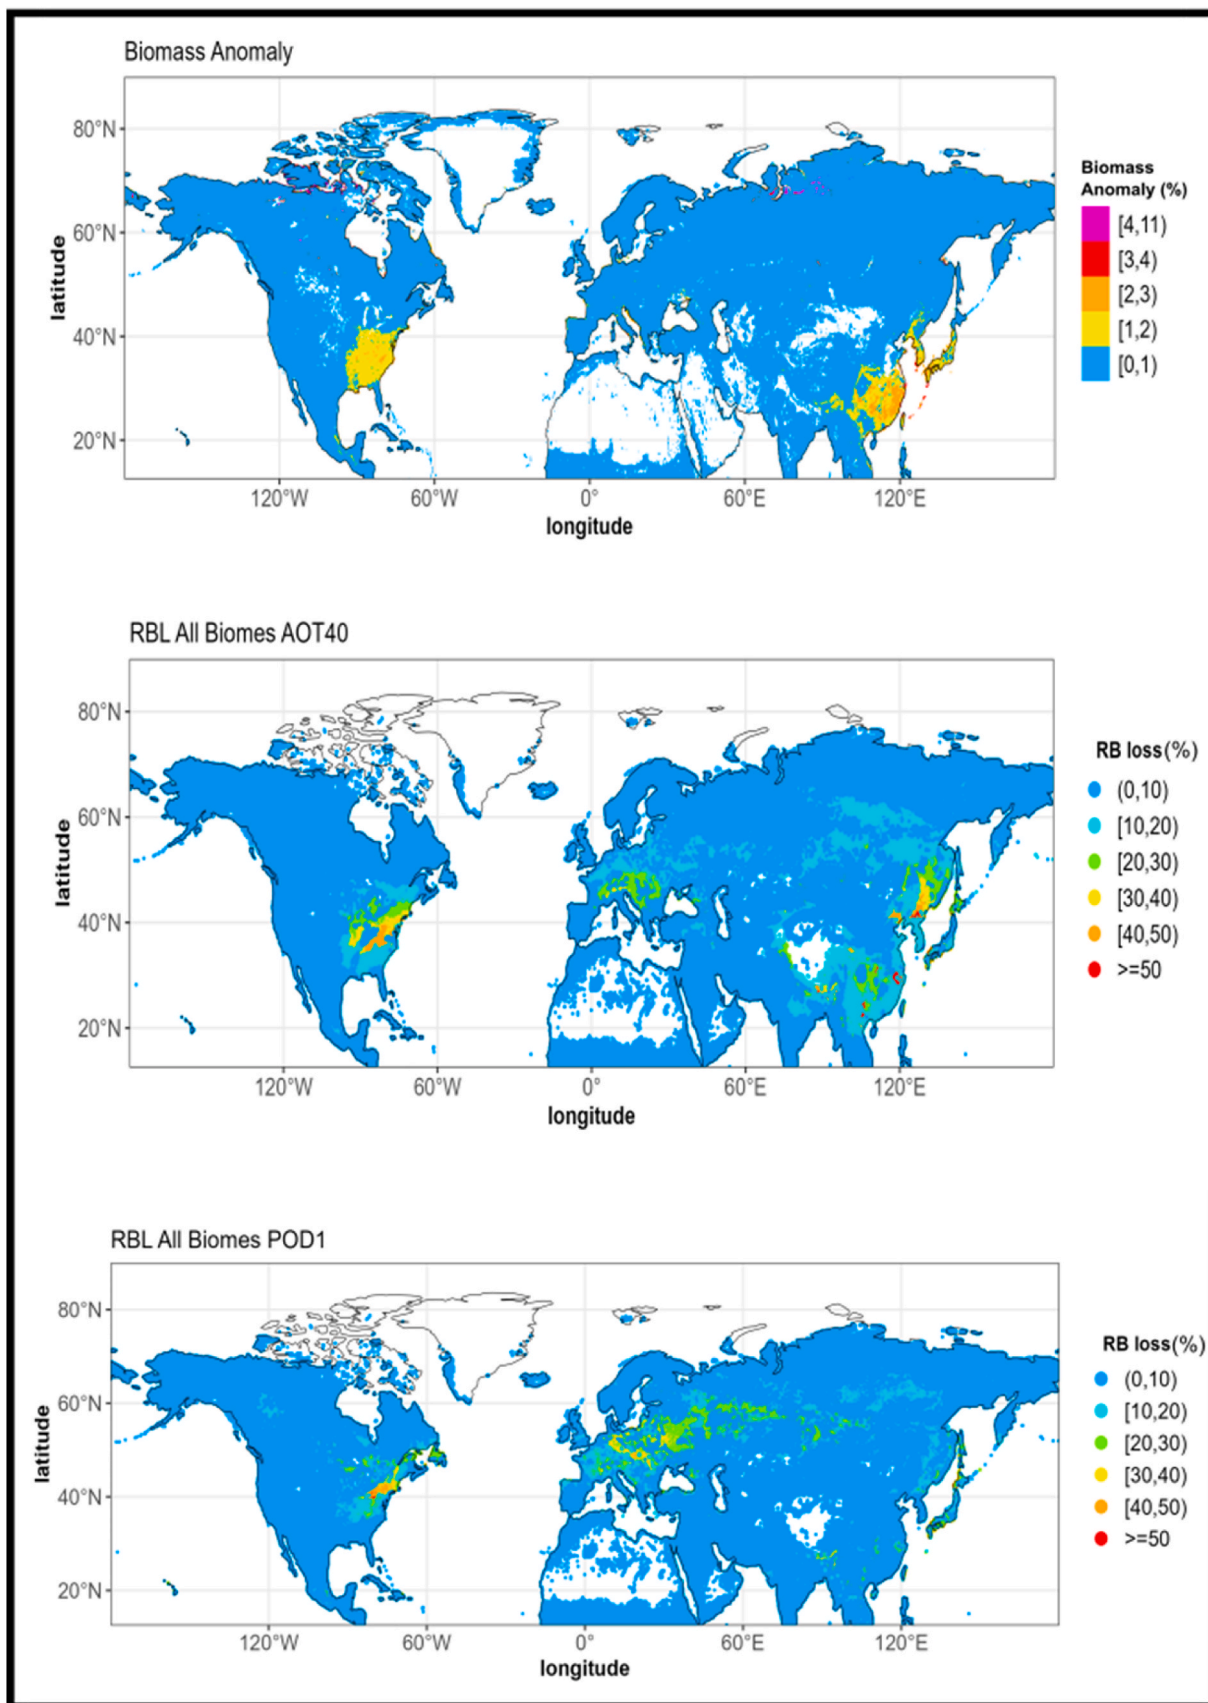 Biomass Anomaly
80°N
60°N
40°N
20°N
latitude
120°W 60°W 0° 60°E 120°E
longitude
Biomass
Anomaly (%)
[4,11)
[3,4)
[2,3)
[1,2)
[0,1)
RBL All Biomes AOT40
80°N
60°N
40°N
20°N
latitude
120°W 60°W 0° 60°E 120°E
longitude
RB loss(%)
(0,10)
[10,20)
[20,30)
[30,40)
[40,50)
>=50
RBL All Biomes POD1
80°N
60°N
40°N
20°N
latitude
120°W 60°W 0° 60°E 120°E
longitude
RB loss(%)
(0,10)
[10,20)
[20,30)
[30,40)
[40,50)
>=50